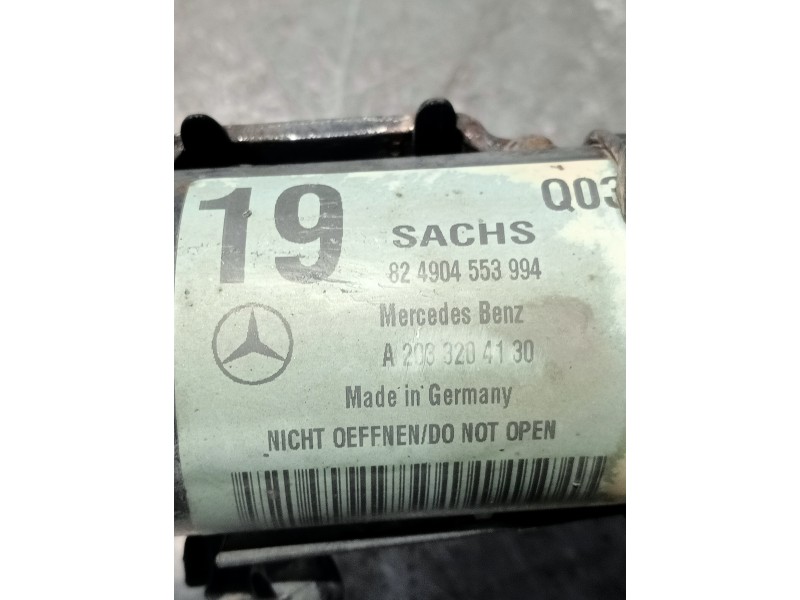 19
Q03
SACHS
82 4904 553 994
Mercedes Benz
A 203 320 41 30
Made in Germany
NICHT OEFFNEN/DO NOT OPEN